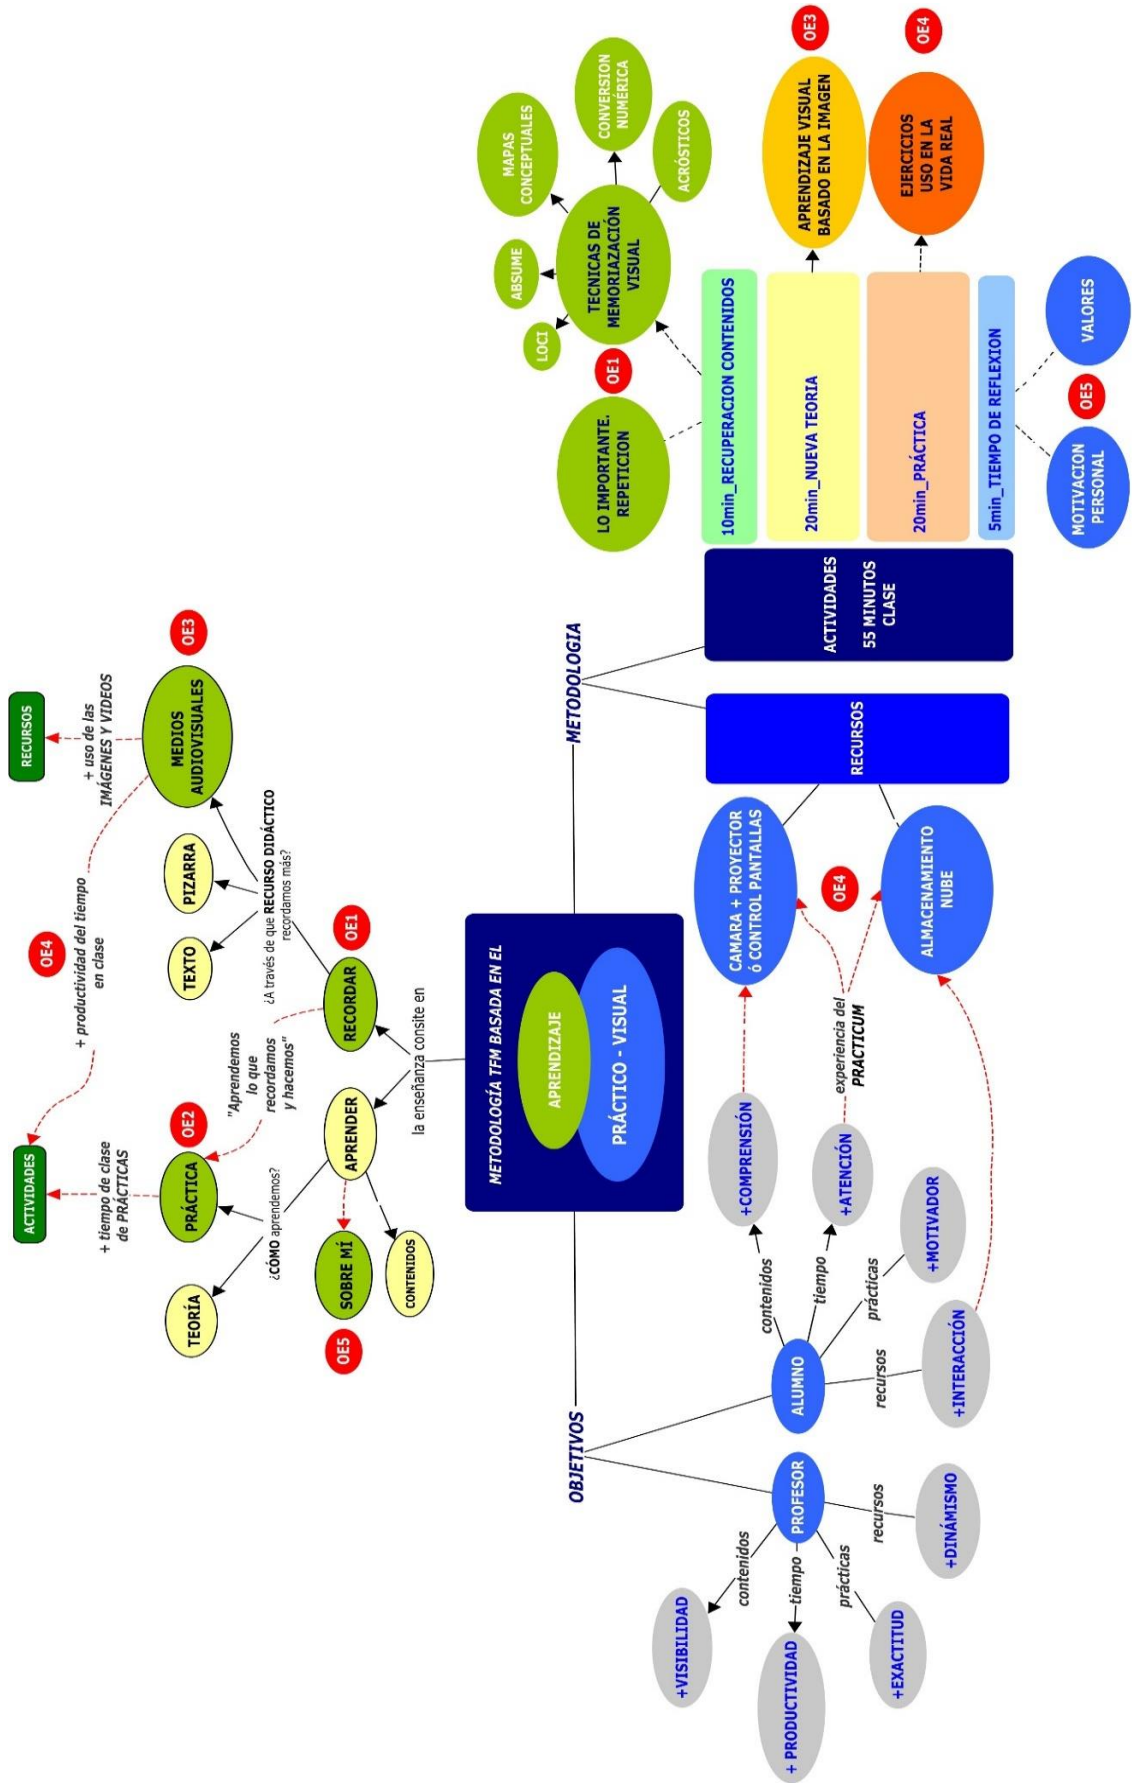 RECURSOS
+ uso de las
IMÁGENES Y VIDEOS
MEDIOS
AUDIOVISUALES
OE3
OE4
+ productividad del tiempo
en clase
ACTIVIDADES
+ tiempo de clase
de PRÁCTICAS
PRÁCTICA
OE2
TEORÍA
PIZARRA
TEXTO
¿A través de que RECURSO DIDÁCTICO
recordamos más?
"Aprendemos
lo que
recordamos
y hacemos"
¿CÓMO aprendemos?
RECORDAR
OE1
APRENDER
SOBRE MÍ
OE5
CONTENIDOS
la enseñanza consite en
METODOLOGÍA TFM BASADA EN EL
APRENDIZAJE
PRÁCTICO - VISUAL
OBJETIVOS
PROFESOR
contenidos
+VISIBILIDAD
tiempo
+ PRODUCTIVIDAD
prácticas
+EXACTITUD
recursos
+DINÁMISMO
ALUMNO
contenidos
+COMPRENSIÓN
tiempo
+ATENCIÓN
prácticas
+MOTIVADOR
recursos
+INTERACCIÓN
experiencia del
PRACTICUM
METODOLOGIA
RECURSOS
CAMARA + PROYECTOR
ó CONTROL PANTALLAS
OE4
ALMACENAMIENTO
NUBE
ACTIVIDADES
55 MINUTOS
CLASE
10min_RECUPERACION CONTENIDOS
20min_NUEVA TEORIA
20min_PRÁCTICA
5min_TIEMPO DE REFLEXION
LO IMPORTANTE.
REPETICION
OE1
TECNICAS DE
MEMORIAZACIÓN
VISUAL
LOCI
ABSUME
MAPAS
CONCEPTUALES
CONVERSION
NUMÉRICA
ACRÓSTICOS
APRENDIZAJE VISUAL
BASADO EN LA IMAGEN
OE3
EJERCICIOS
USO EN LA
VIDA REAL
OE4
MOTIVACION
PERSONAL
OE5
VALORES